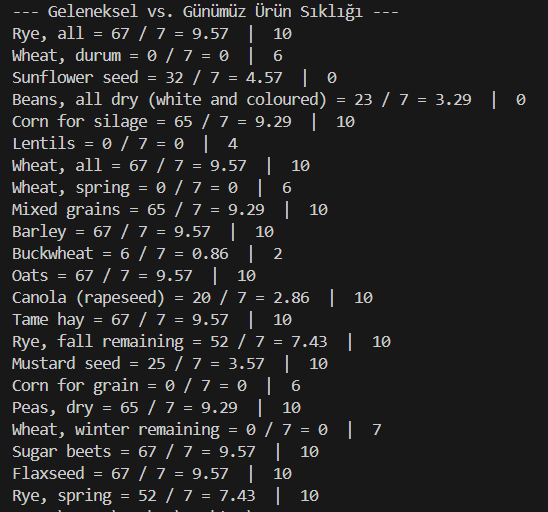 --- Geleneksel vs. Günümüz Ürün Sıklığı ---
Rye, all = 67 / 7 = 9.57 | 10
Wheat, durum = 0 / 7 = 0 | 6
Sunflower seed = 32 / 7 = 4.57 | 0
Beans, all dry (white and coloured) = 23 / 7 = 3.29 | 0
Corn for silage = 65 / 7 = 9.29 | 10
Lentils = 0 / 7 = 0 | 4
Wheat, all = 67 / 7 = 9.57 | 10
Wheat, spring = 0 / 7 = 0 | 6
Mixed grains = 65 / 7 = 9.29 | 10
Barley = 67 / 7 = 9.57 | 10
Buckwheat = 6 / 7 = 0.86 | 2
Oats = 67 / 7 = 9.57 | 10
Canola (rapeseed) = 20 / 7 = 2.86 | 10
Tame hay = 67 / 7 = 9.57 | 10
Rye, fall remaining = 52 / 7 = 7.43 | 10
Mustard seed = 25 / 7 = 3.57 | 10
Corn for grain = 0 / 7 = 0 | 6
Peas, dry = 65 / 7 = 9.29 | 10
Wheat, winter remaining = 0 / 7 = 0 | 7
Sugar beets = 67 / 7 = 9.57 | 10
Flaxseed = 67 / 7 = 9.57 | 10
Rye, spring = 52 / 7 = 7.43 | 10